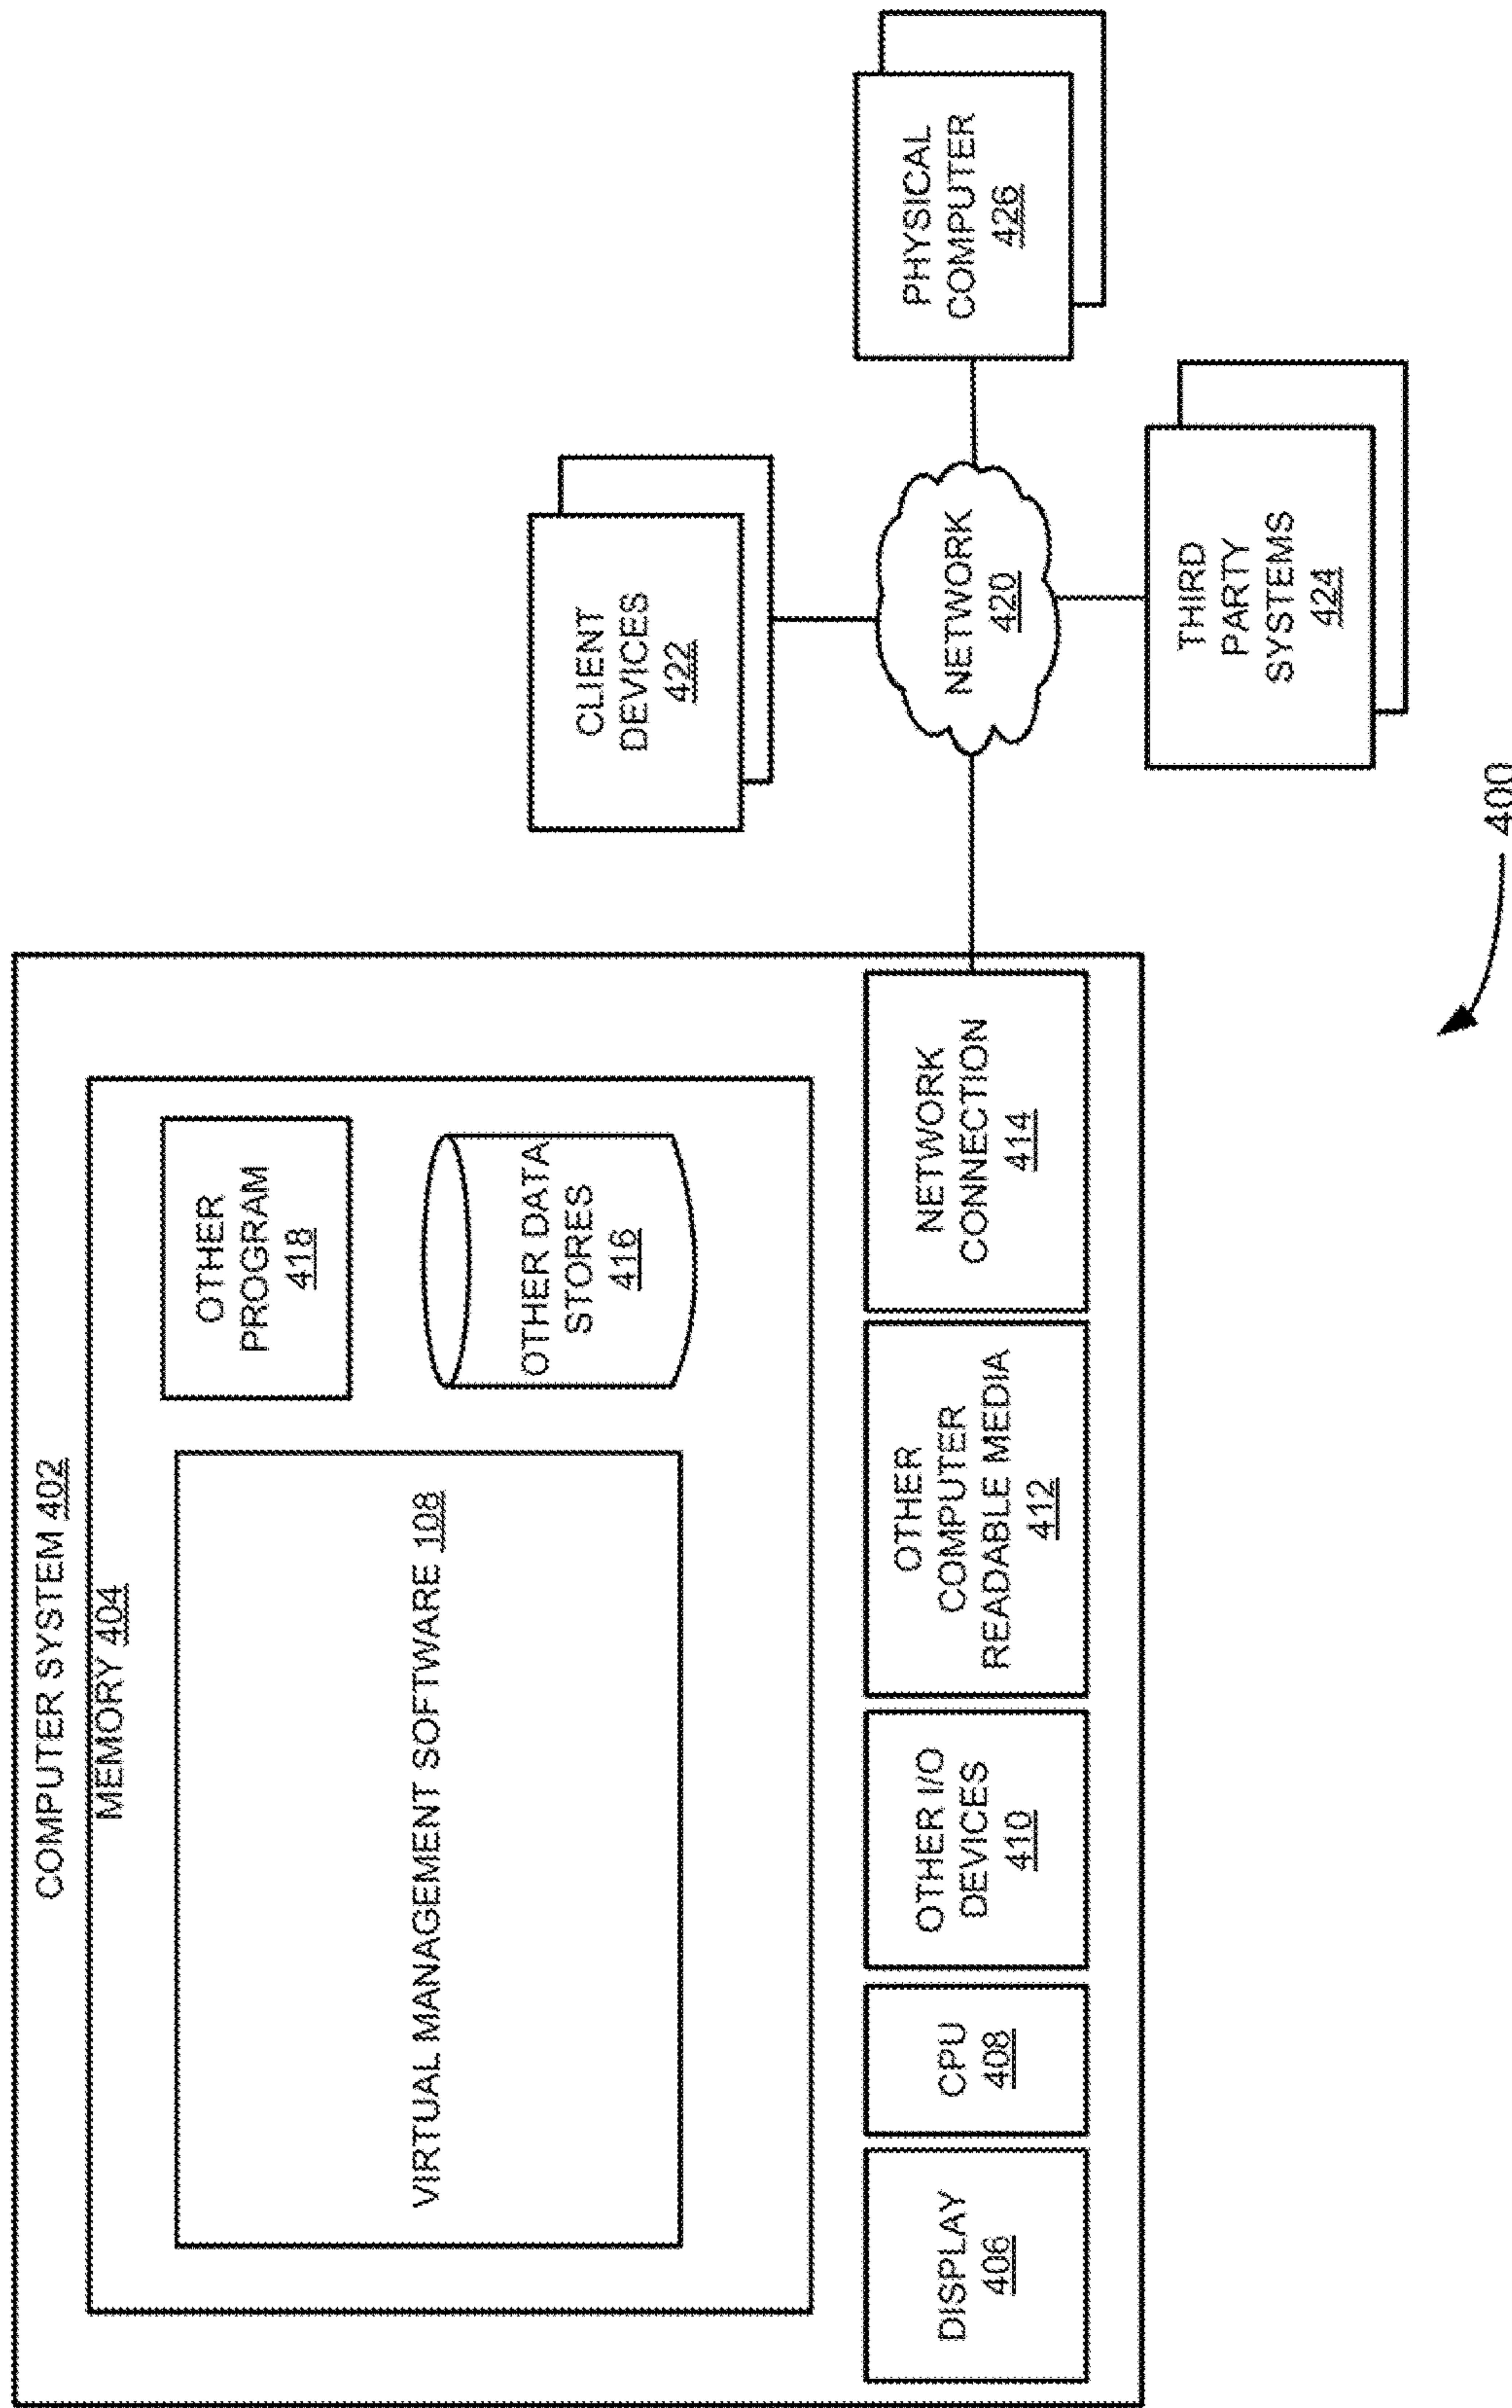 COMPUTER SYSTEM 402
MEMORY 404
VIRTUAL MANAGEMENT SOFTWARE 108
OTHER
PROGRAM
418
OTHER DATA
STORES
416
DISPLAY
406
CPU
408
OTHER I/O
DEVICES
410
OTHER
COMPUTER
READABLE MEDIA
412
NETWORK
CONNECTION
414
CLIENT
DEVICES
422
NETWORK
420
PHYSICAL
COMPUTER
426
THIRD
PARTY
SYSTEMS
424
400